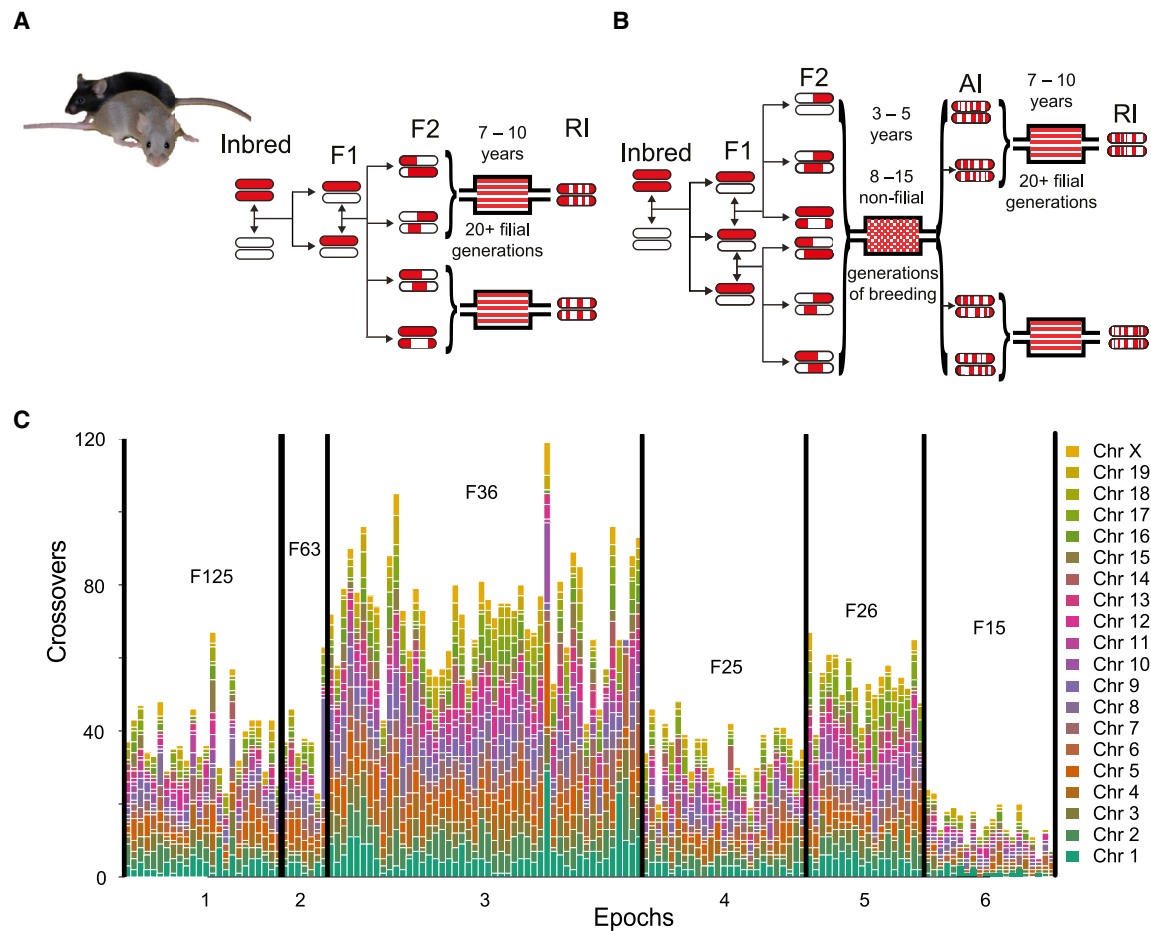 A
Inbred
F1
F2
7 – 10
years
RI
20+ filial
generations
B
Inbred
F1
F2
3 – 5
years
8 –15
non-filial
generations
of breeding
AI
7 – 10
years
RI
20+ filial
generations
C
Crossovers
120
80
40
0
F125
F63
F36
F25
F26
F15
1
2
3
4
5
6
Epochs
Chr X
Chr 19
Chr 18
Chr 17
Chr 16
Chr 15
Chr 14
Chr 13
Chr 12
Chr 11
Chr 10
Chr 9
Chr 8
Chr 7
Chr 6
Chr 5
Chr 4
Chr 3
Chr 2
Chr 1